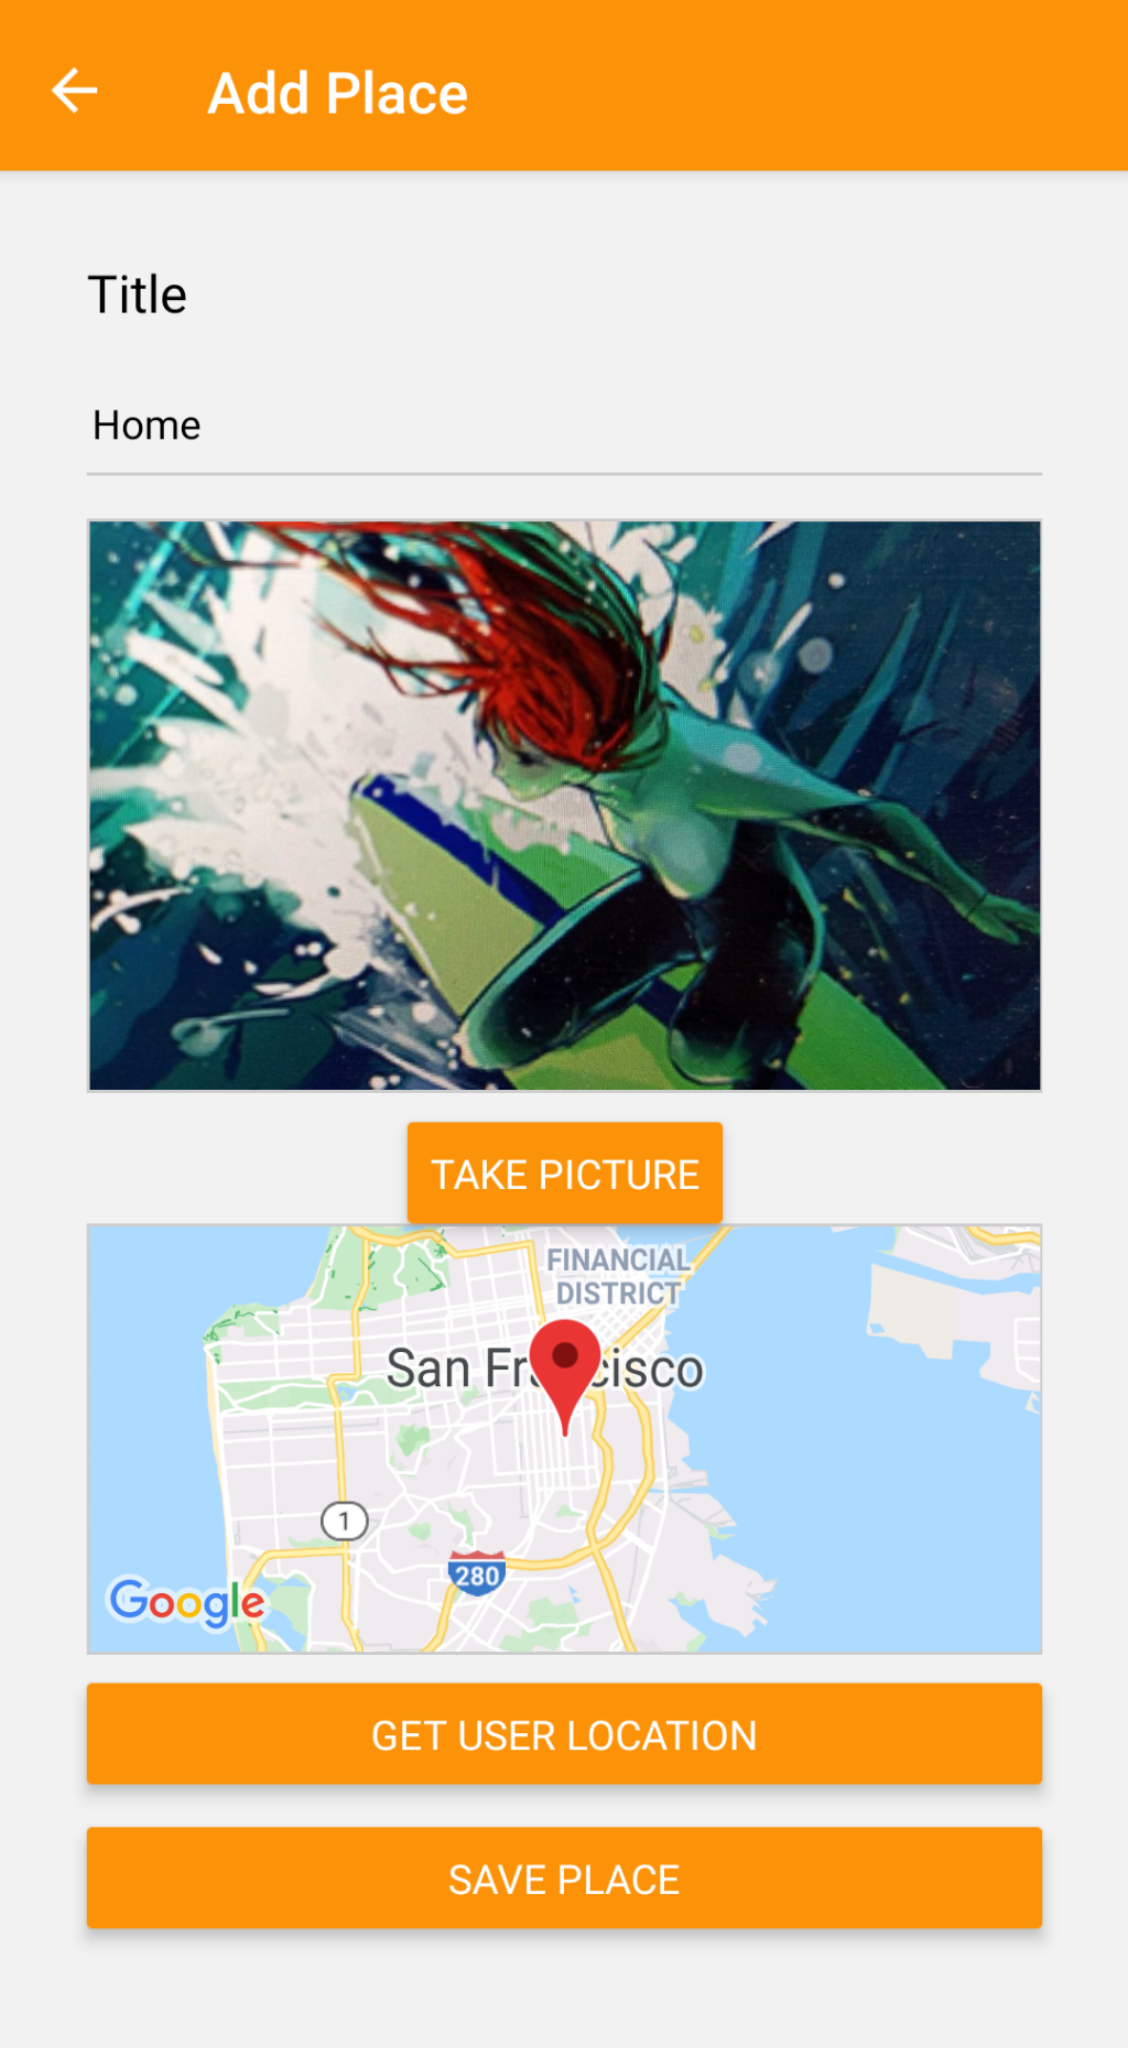 Add Place
Title
Home
TAKE PICTURE
FINANCIAL
DISTRICT
San Fr cisco
1
280
Google
GET USER LOCATION
SAVE PLACE